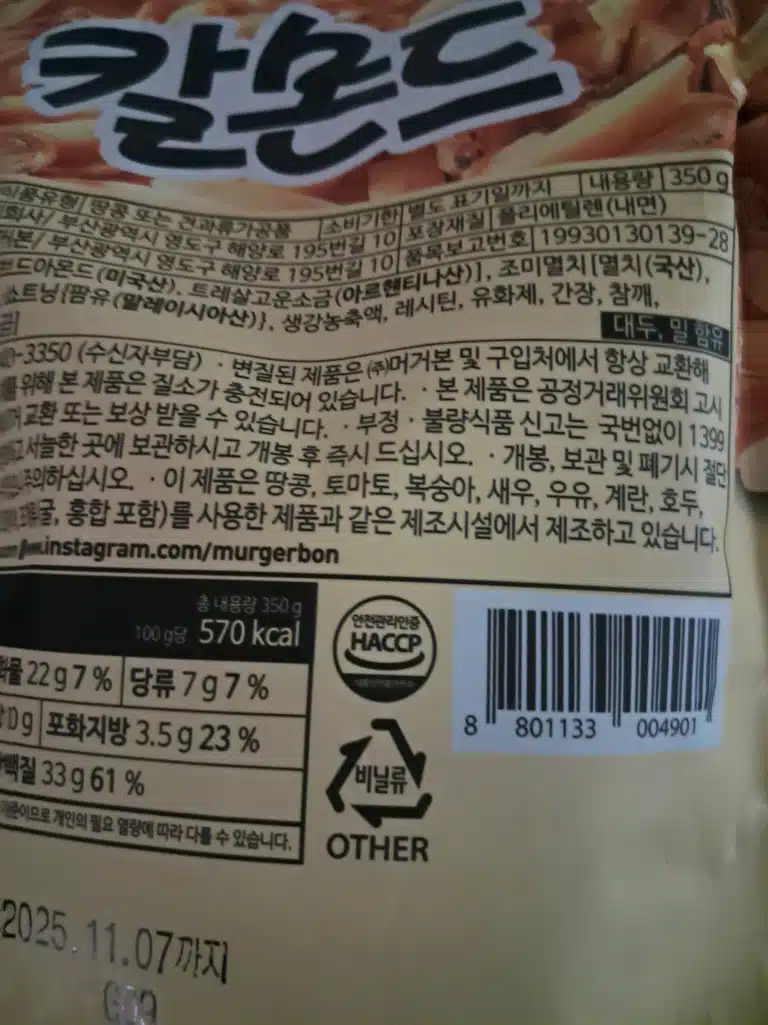 칼몬드
식품유형 땅콩 또는 견과류가공품 소비기한 별도 표기일까지 내용량 350 g
회사/ 부산광역시 영도구 해양로 195번길 10 포장재질 폴리에틸렌(내면)
거본/ 부산광역시 영도구 해양로 195번길 10 품목보고번호 19930130139-28
드아몬드(미국산), 트레살고운소금(아르헨티나산)], 조미멸치[멸치(국산),
쇼트닝{팜유(말레이시아산)}, 생강농축액, 레시틴, 유화제, 간장, 참깨,
대두, 밀 함유
-3350 (수신자부담) · 변질된 제품은 ㈜머거본 및 구입처에서 항상 교환해
위해 본 제품은 질소가 충전되어 있습니다. · 본 제품은 공정거래위원회 고시
교환 또는 보상 받을 수 있습니다. · 부정 · 불량식품 신고는 국번없이 1399
서늘한 곳에 보관하시고 개봉 후 즉시 드십시오. · 개봉, 보관 및 폐기시 절단
주의하십시오. · 이 제품은 땅콩, 토마토, 복숭아, 새우, 우유, 계란, 호두,
굴, 홍합 포함)를 사용한 제품과 같은 제조시설에서 제조하고 있습니다.
instagram.com/murgerbon
총 내용량 350 g
100 g당 570 kcal
화물 22 g 7 % 당류 7 g 7 %
0 g 포화지방 3.5 g 23 %
백질 33 g 61 %
기준이므로 개인의 필요 열량에 따라 다를 수 있습니다.
안전관리인증
HACCP
비닐류
OTHER
8 801133 004901
2025.11.07까지